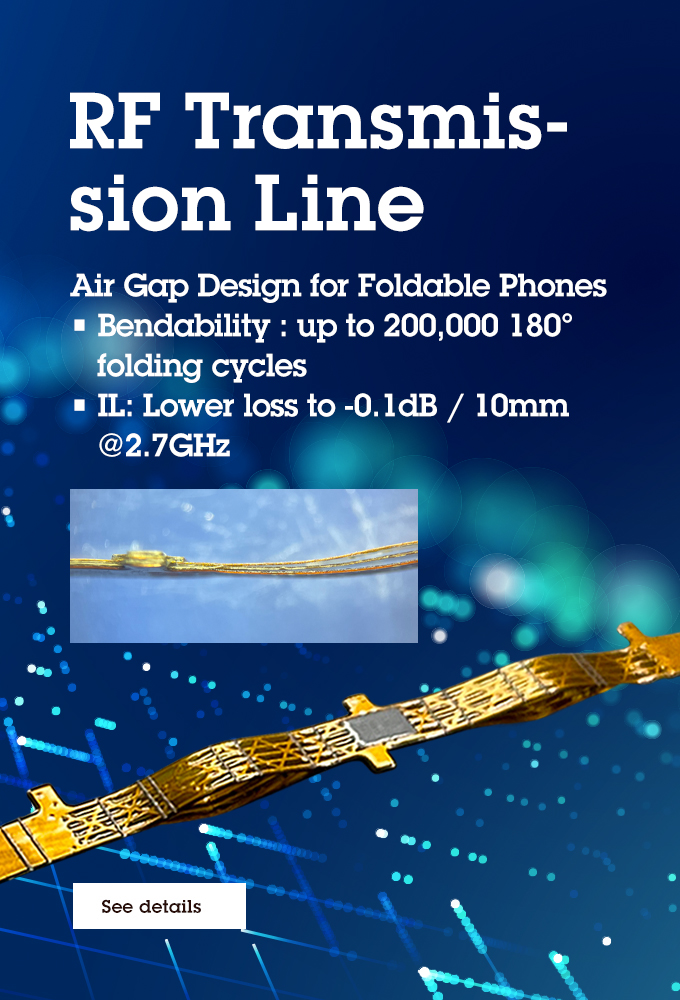 RF Transmis-
sion Line
Air Gap Design for Foldable Phones
▪ Bendability : up to 200,000 180°
folding cycles
▪ IL: Lower loss to -0.1dB / 10mm
@2.7GHz
See details